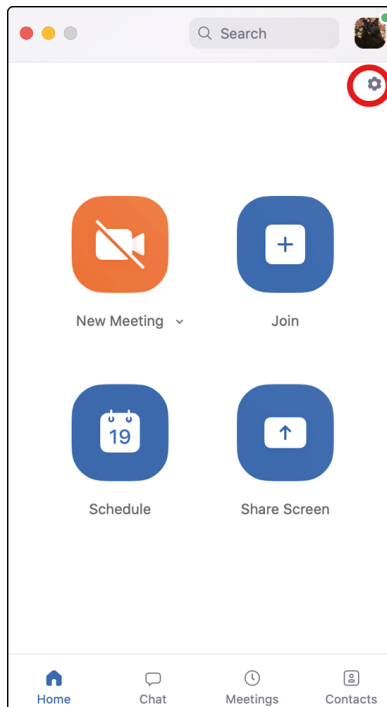 Search
New Meeting
Join
19
Schedule
Share Screen
Home
Chat
Meetings
Contacts